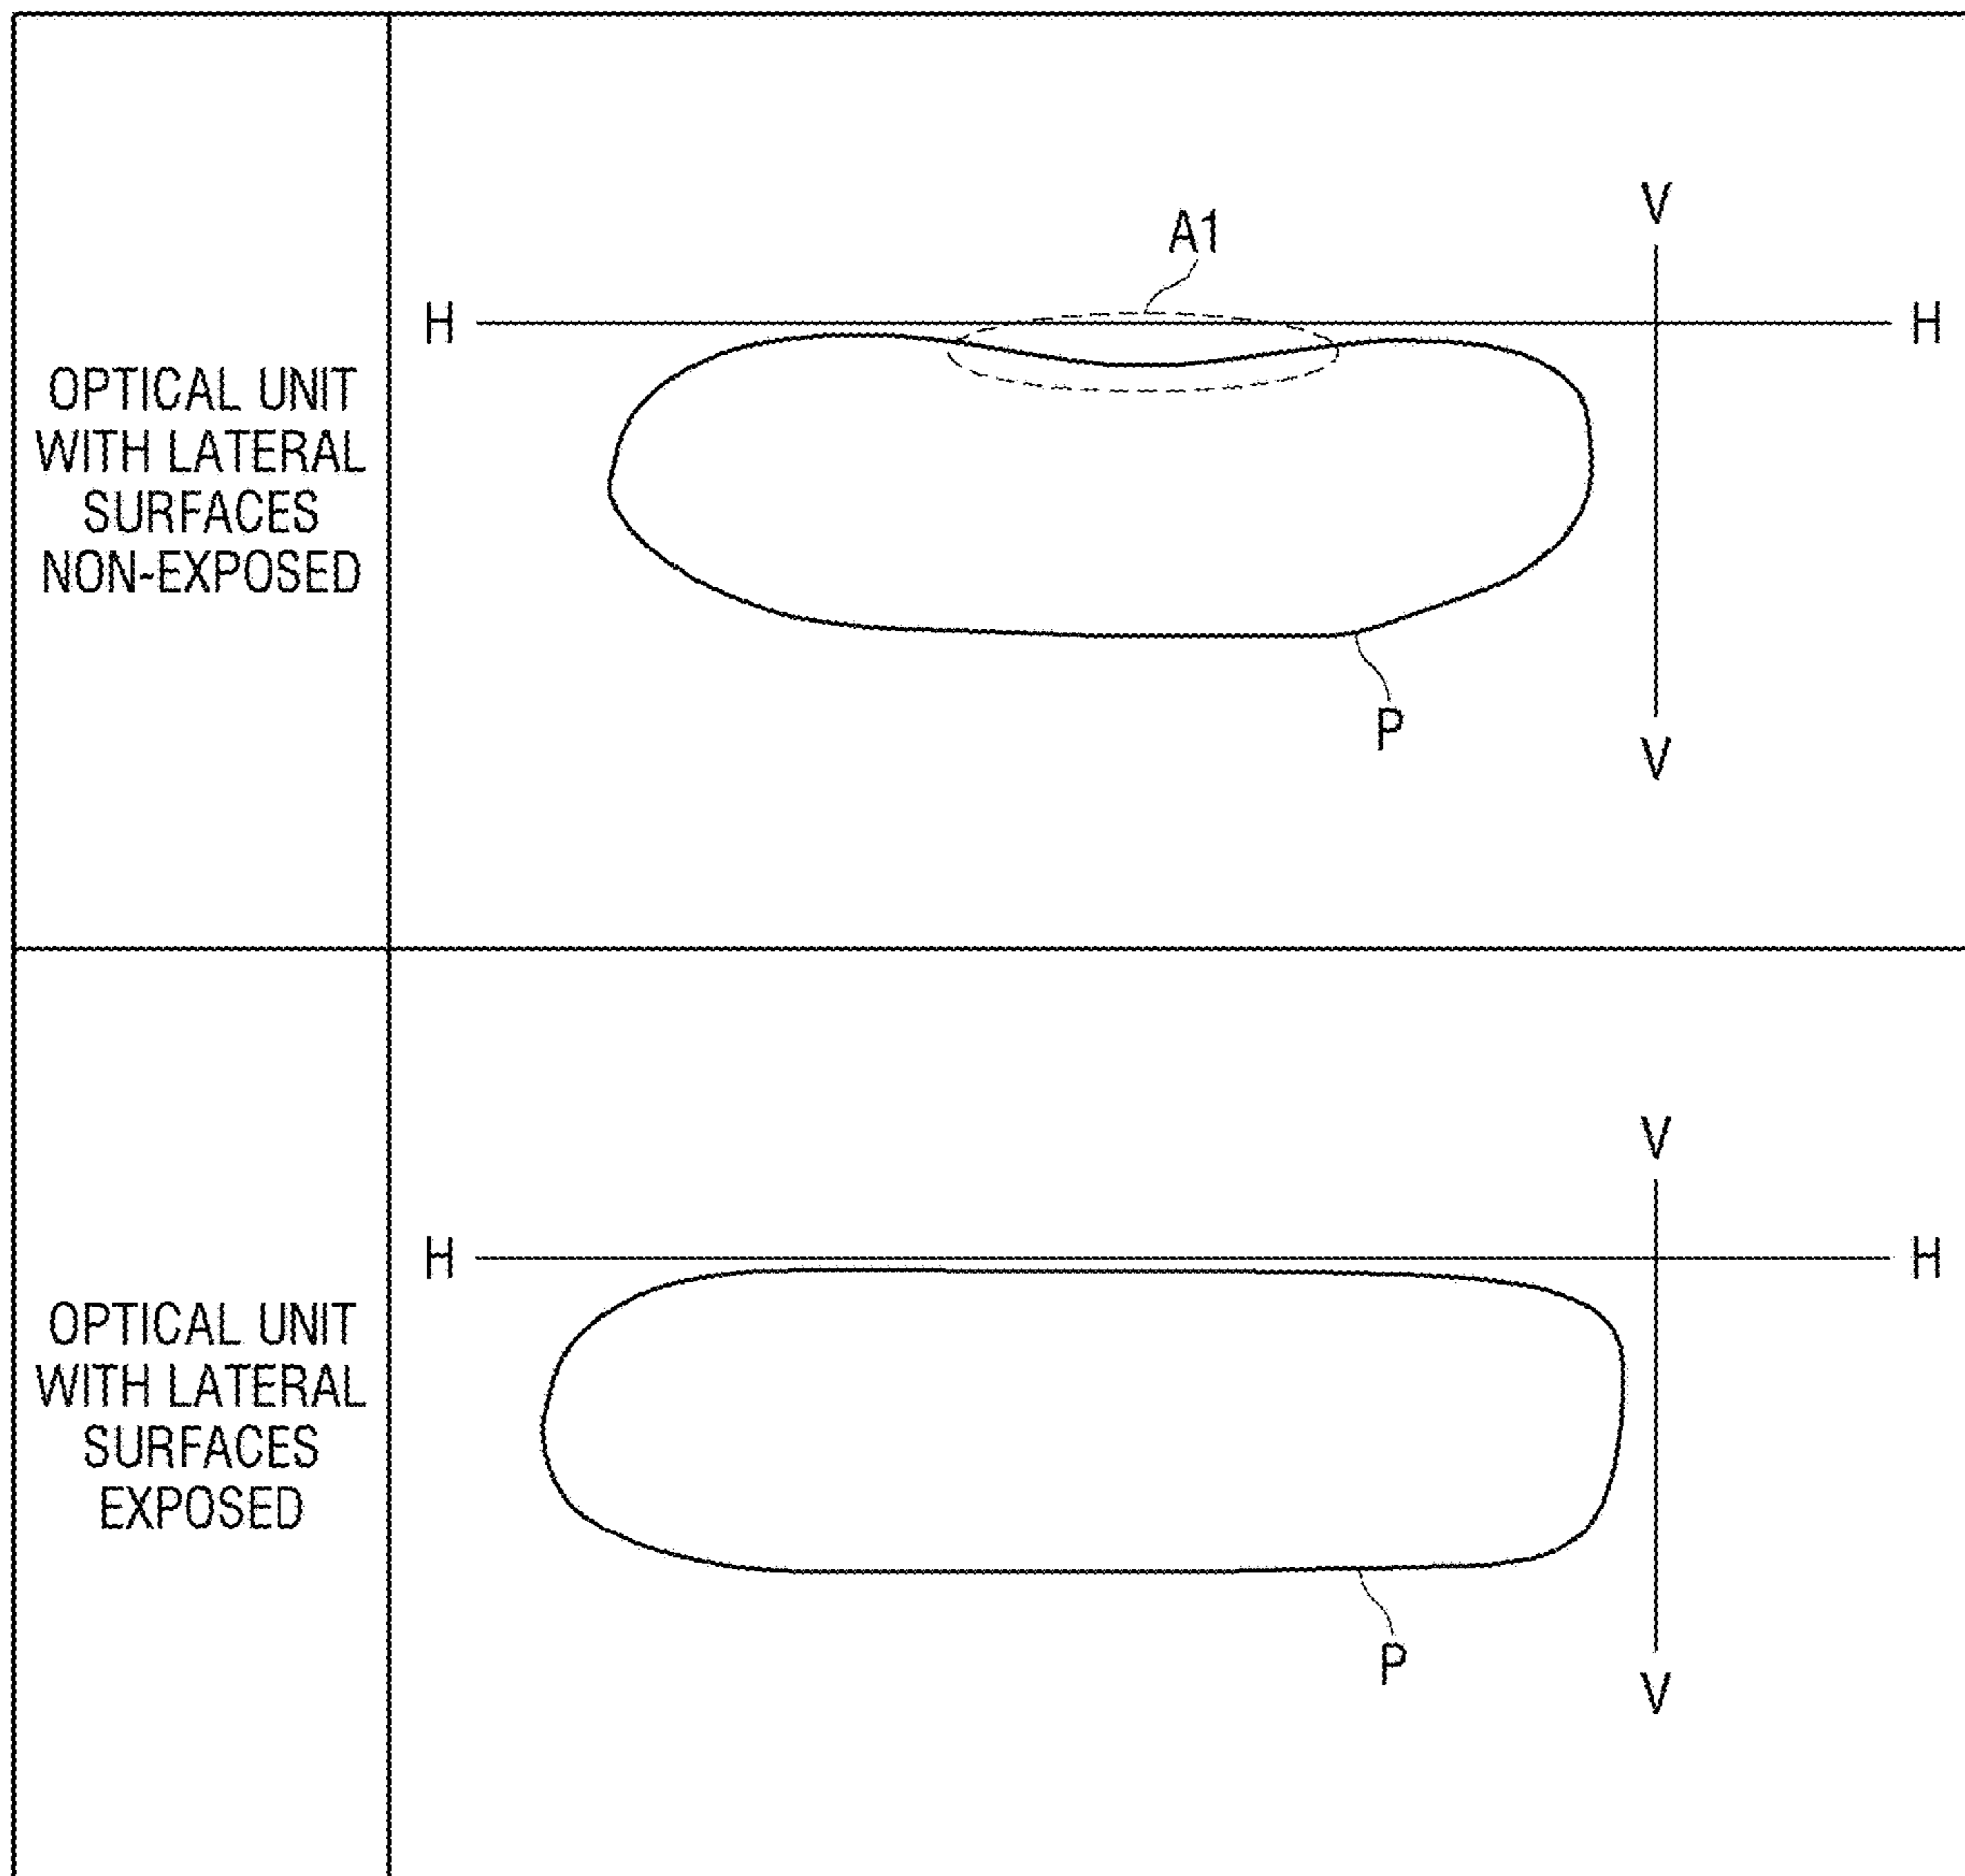 OPTICAL UNIT
WITH LATERAL
SURFACES
NON-EXPOSED
V
A1
H
H
P
V
OPTICAL UNIT
WITH LATERAL
SURFACES
EXPOSED
V
H
H
P
V